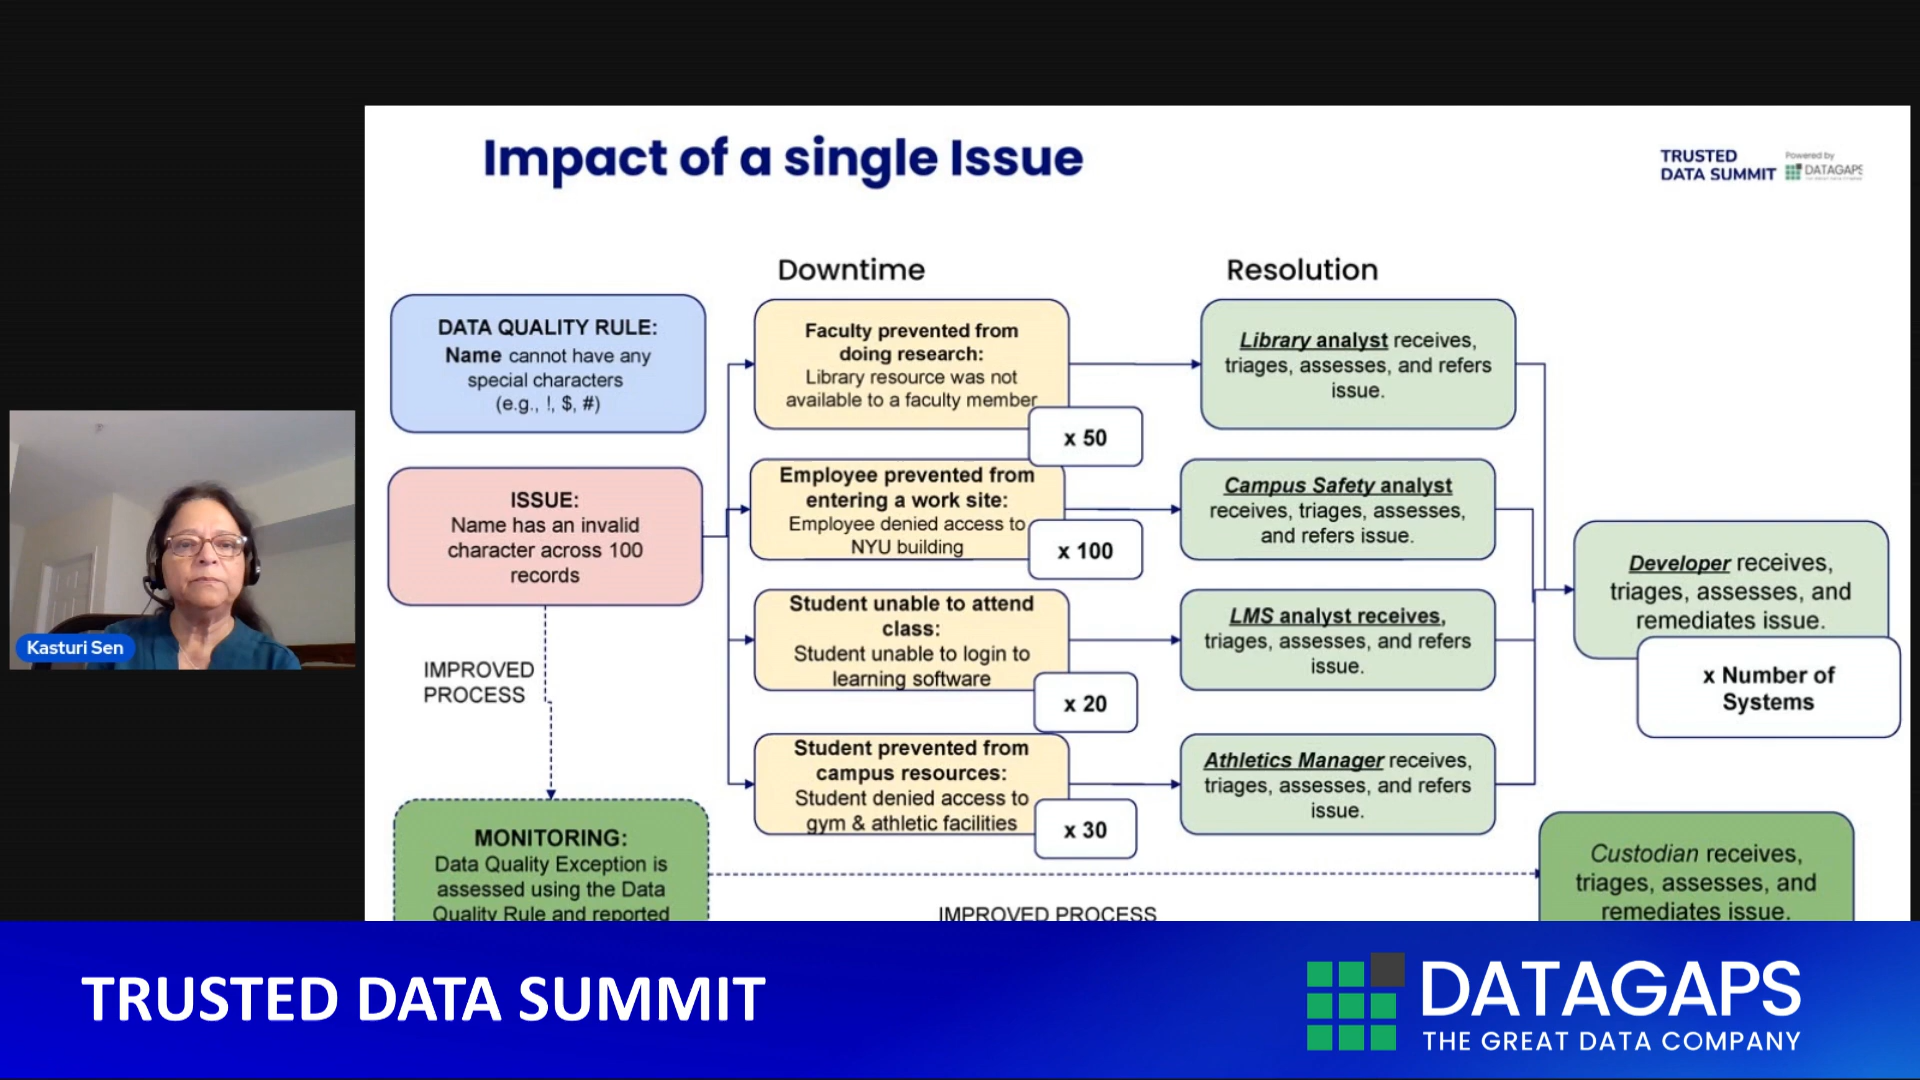 Impact of a single Issue
TRUSTED
DATA SUMMIT
Powered by
DATAGAPS
Downtime
Resolution
DATA QUALITY RULE:
Name cannot have any
special characters
(e.g., !, $, #)
ISSUE:
Name has an invalid
character across 100
records
IMPROVED
PROCESS
MONITORING:
Data Quality Exception is
assessed using the Data
Quality Rule and reported
Faculty prevented from
doing research:
Library resource was not
available to a faculty member
x 50
Employee prevented from
entering a work site:
Employee denied access to
NYU building
x 100
Student unable to attend
class:
Student unable to login to
learning software
x 20
Student prevented from
campus resources:
Student denied access to
gym & athletic facilities
x 30
IMPROVED PROCESS
Library analyst receives,
triages, assesses, and refers
issue.
Campus Safety analyst
receives, triages, assesses,
and refers issue.
LMS analyst receives,
triages, assesses, and refers
issue.
Athletics Manager receives,
triages, assesses, and refers
issue.
Developer receives,
triages, assesses, and
remediates issue.
x Number of
Systems
Custodian receives,
triages, assesses, and
remediates issue.
Kasturi Sen
TRUSTED DATA SUMMIT
DATAGAPS
THE GREAT DATA COMPANY